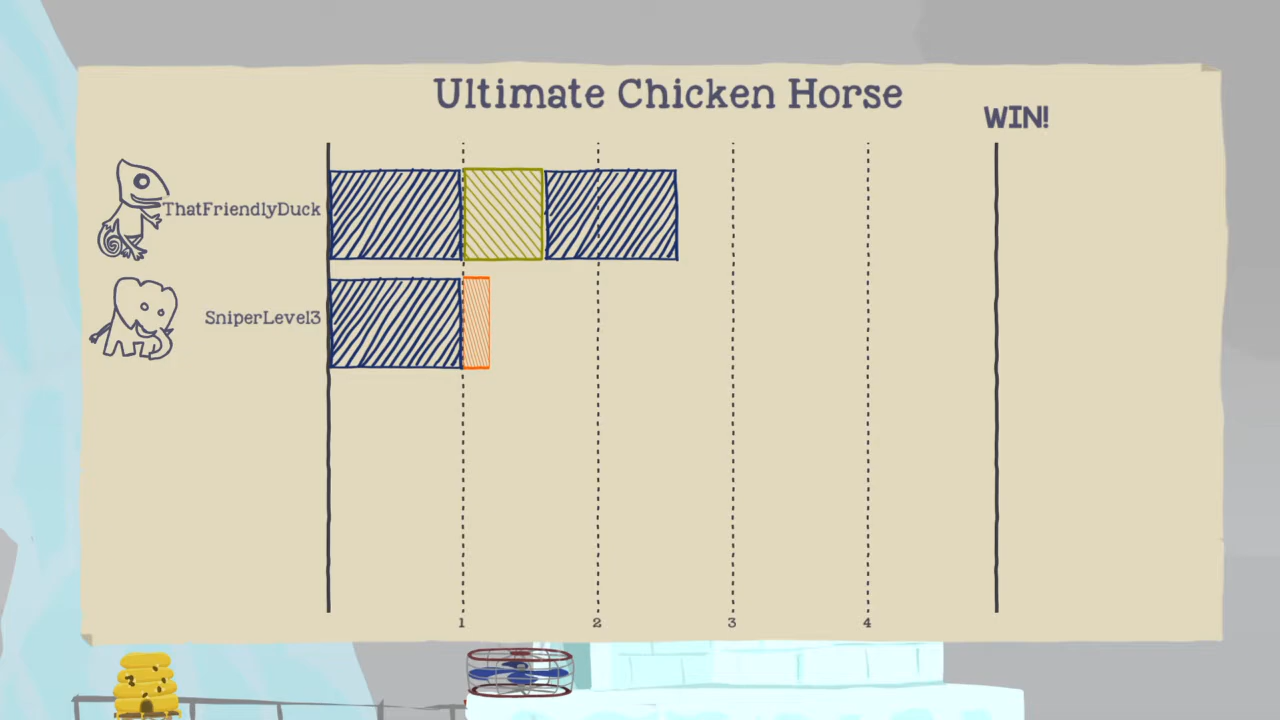 Ultimate Chicken Horse
WIN!
ThatFriendlyDuck
SniperLevel3
1 2 3 4